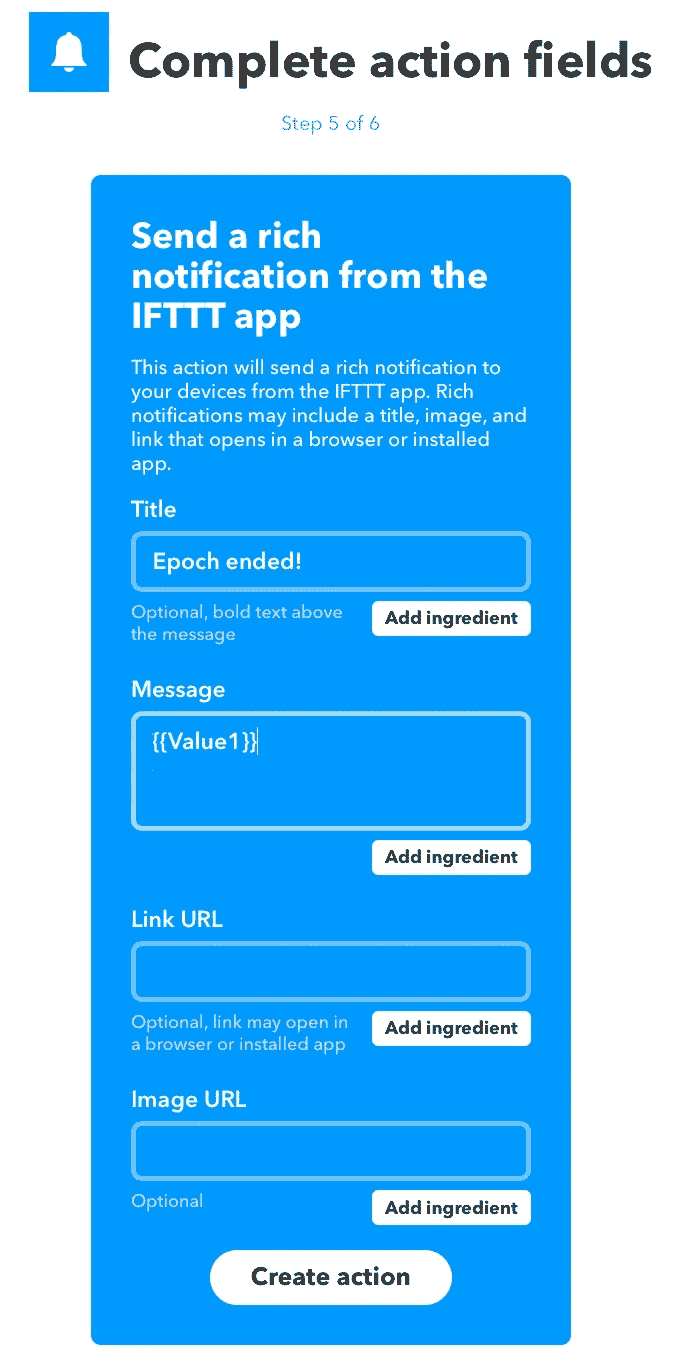 Complete action fields
Step 5 of 6
Send a rich
notification from the
IFTTT app
This action will send a rich notification to
your devices from the IFTTT app. Rich
notifications may include a title, image, and
link that opens in a browser or installed
app.
Title
Epoch ended!
Optional, bold text above
the message
Add ingredient
Message
{{Value1}}
Add ingredient
Link URL
Optional, link may open in
a browser or installed app
Add ingredient
Image URL
Optional
Add ingredient
Create action